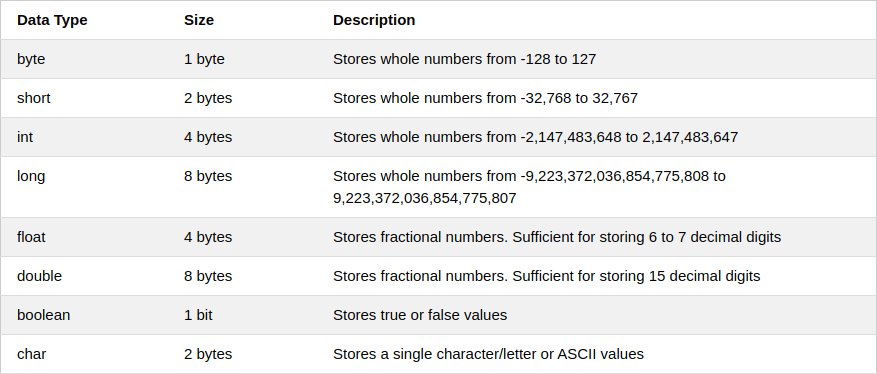 Data Type Size Description
byte 1 byte Stores whole numbers from -128 to 127
short 2 bytes Stores whole numbers from -32,768 to 32,767
int 4 bytes Stores whole numbers from -2,147,483,648 to 2,147,483,647
long 8 bytes Stores whole numbers from -9,223,372,036,854,775,808 to
9,223,372,036,854,775,807
float 4 bytes Stores fractional numbers. Sufficient for storing 6 to 7 decimal digits
double 8 bytes Stores fractional numbers. Sufficient for storing 15 decimal digits
boolean 1 bit Stores true or false values
char 2 bytes Stores a single character/letter or ASCII values